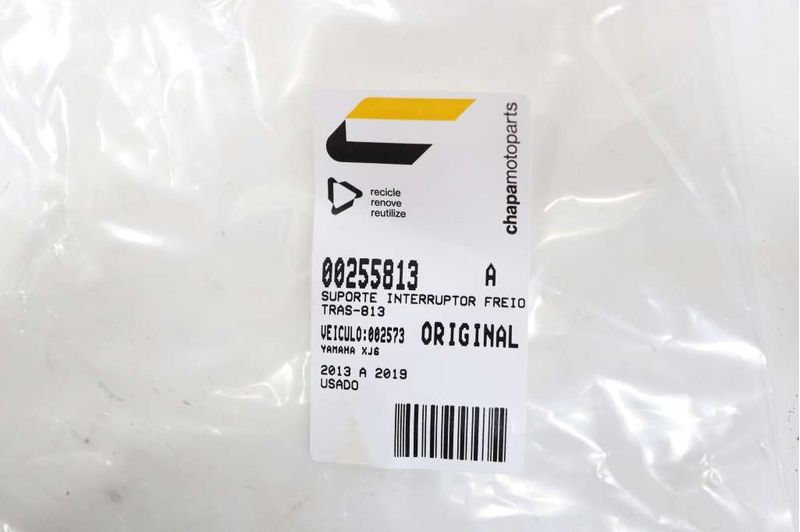 chapamotoparts
recicle
renove
reutilize
00255813 A
SUPORTE INTERRUPTOR FREIO
TRAS-813
VEICULO:002573 ORIGINAL
YAMAHA XJ6
2013 A 2019
USADO